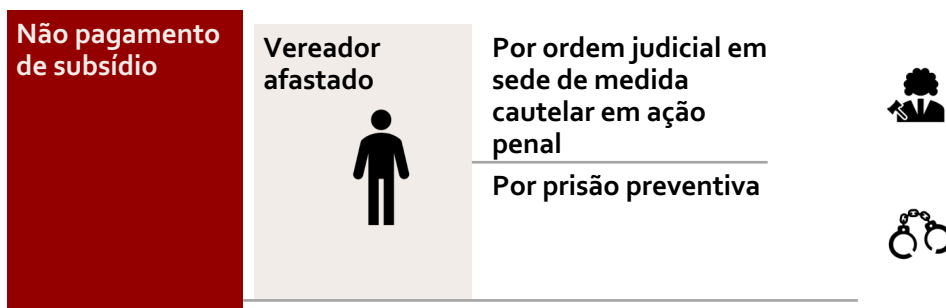 Não pagamento
de subsídio
Vereador
afastado
Por ordem judicial em
sede de medida
cautelar em ação
penal
Por prisão preventiva